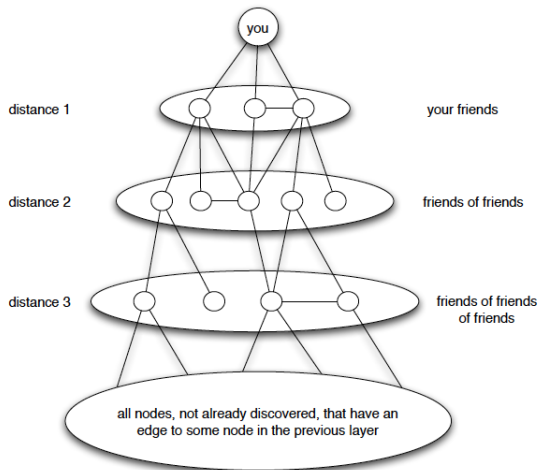 you
distance 1
your friends
distance 2
friends of friends
distance 3
friends of friends
of friends
all nodes, not already discovered, that have an
edge to some node in the previous layer